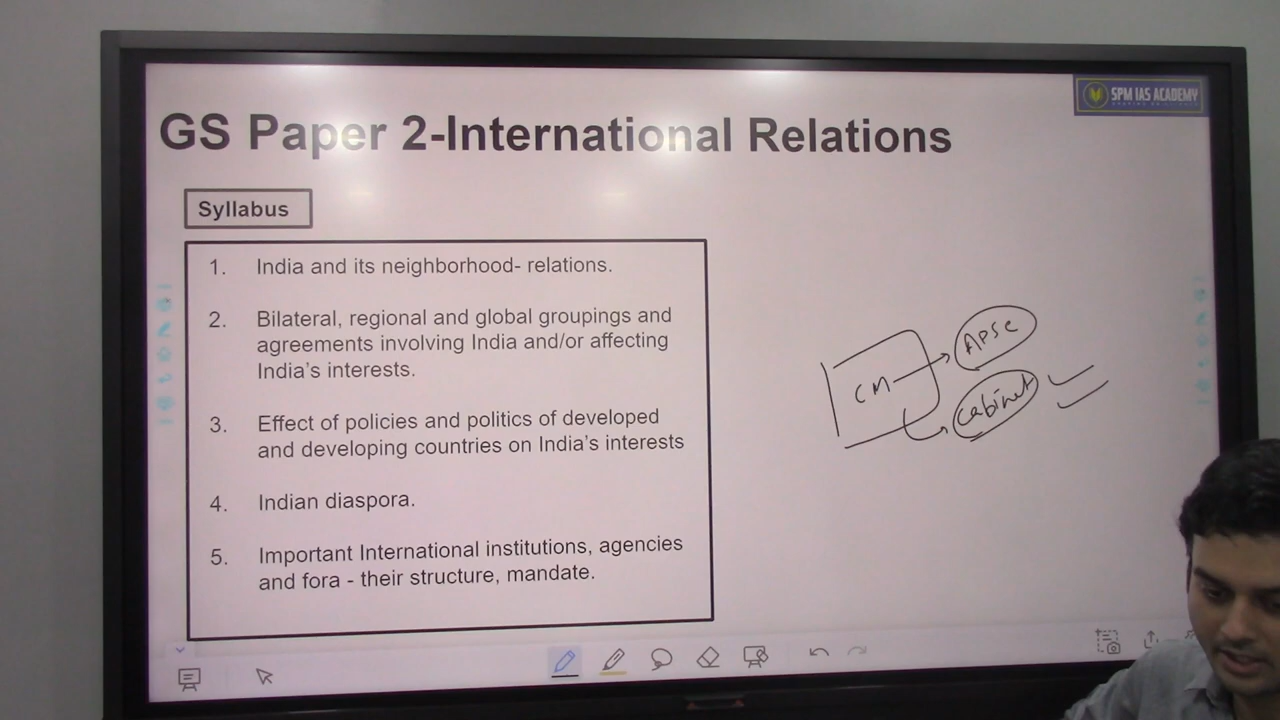 SPM IAS ACADEMY
GS Paper 2-International Relations
Syllabus
1. India and its neighborhood- relations.
2. Bilateral, regional and global groupings and
agreements involving India and/or affecting
India's interests.
3. Effect of policies and politics of developed
and developing countries on India's interests
4. Indian diaspora.
5. Important International institutions, agencies
and fora - their structure, mandate.
CM
APSC
Cabinet